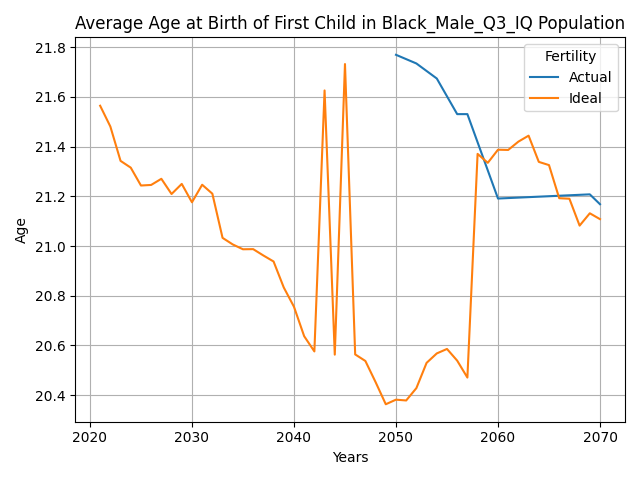 Average Age at Birth of First Child in Black_Male_Q3_IQ Population
Fertility
Actual
Ideal
Age
21.8
21.6
21.4
21.2
21.0
20.8
20.6
20.4
2020 2030 2040 2050 2060 2070
Years